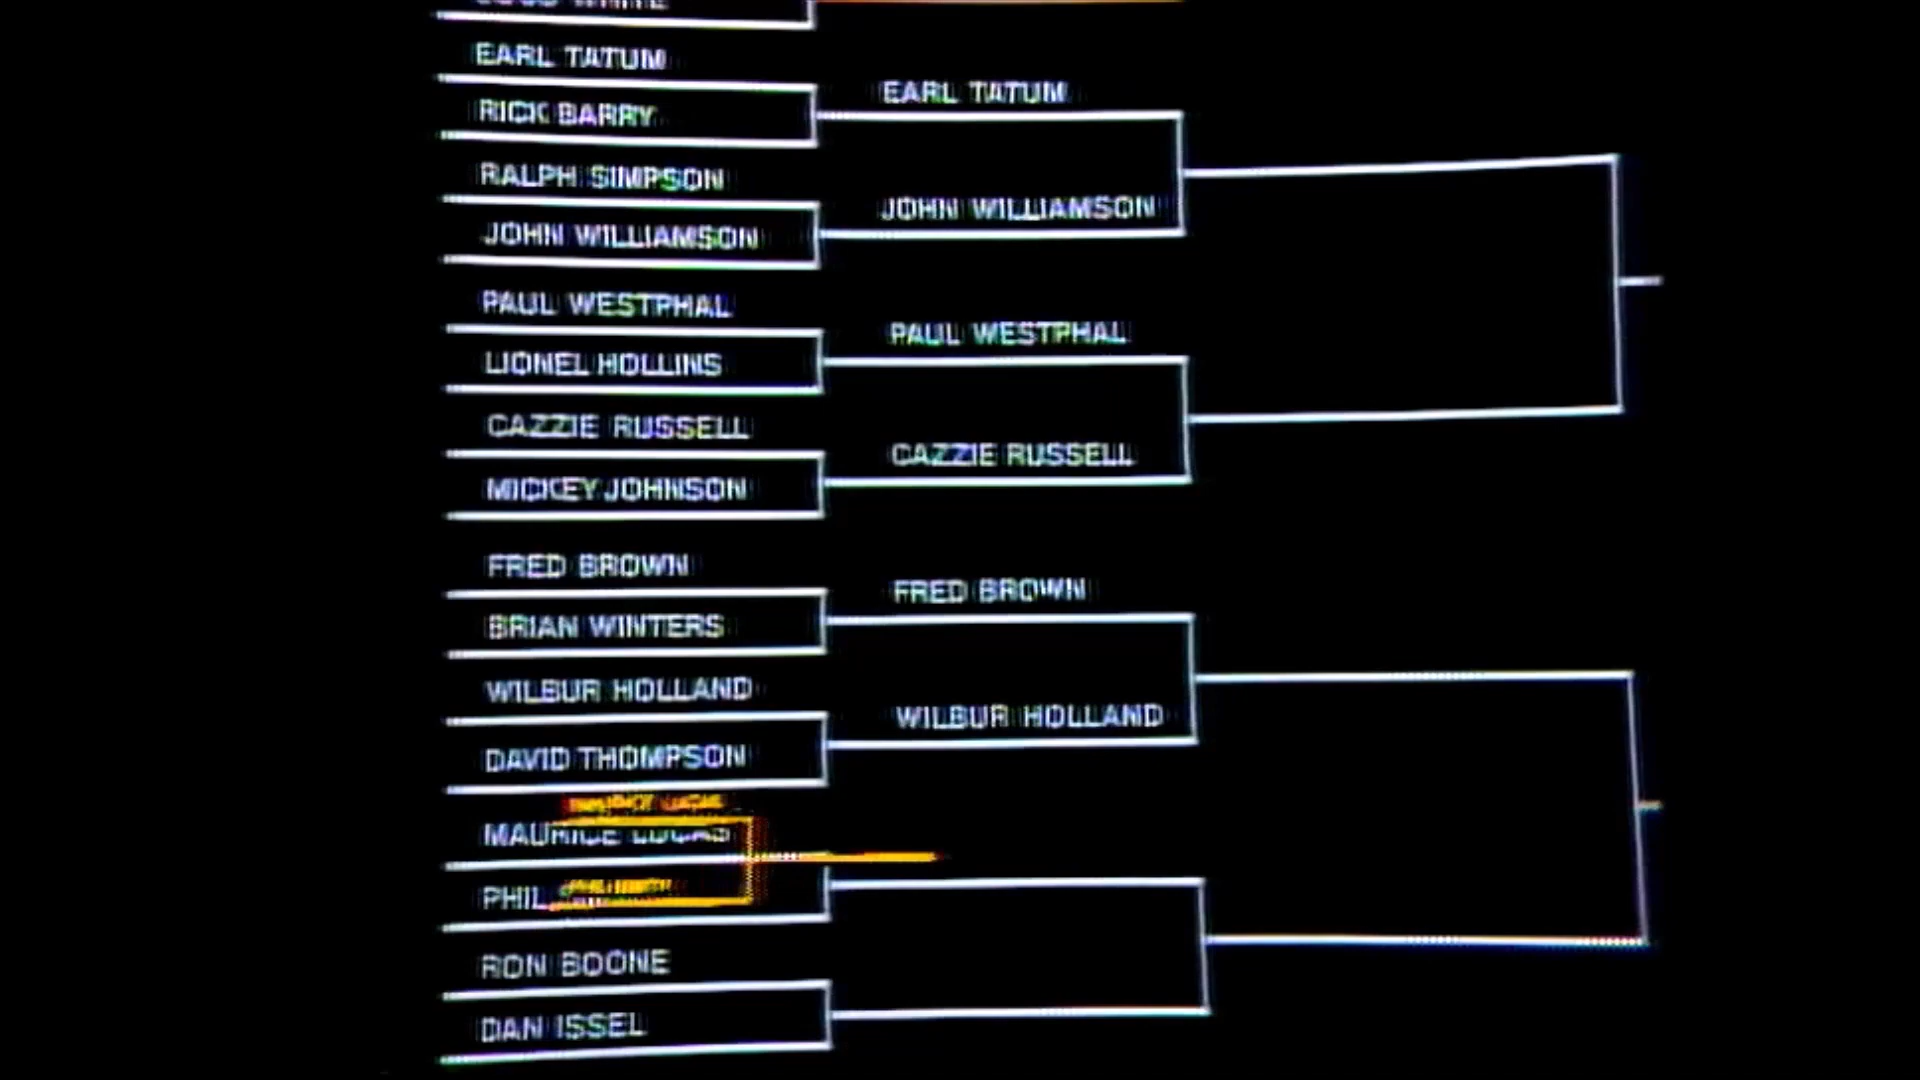 EARL TATUM
RICK BARRY
EARL TATUM
RALPH SIMPSON
JOHN WILLIAMSON
JOHN WILLIAMSON
PAUL WESTPHAL
LIONEL HOLLINS
PAUL WESTPHAL
CAZZIE RUSSELL
MICKEY JOHNSON
CAZZIE RUSSELL
FRED BROWN
BRIAN WINTERS
FRED BROWN
WILBUR HOLLAND
DAVID THOMPSON
WILBUR HOLLAND
MAURICE LUCAS
PHIL
RON BOONE
DAN ISSEL